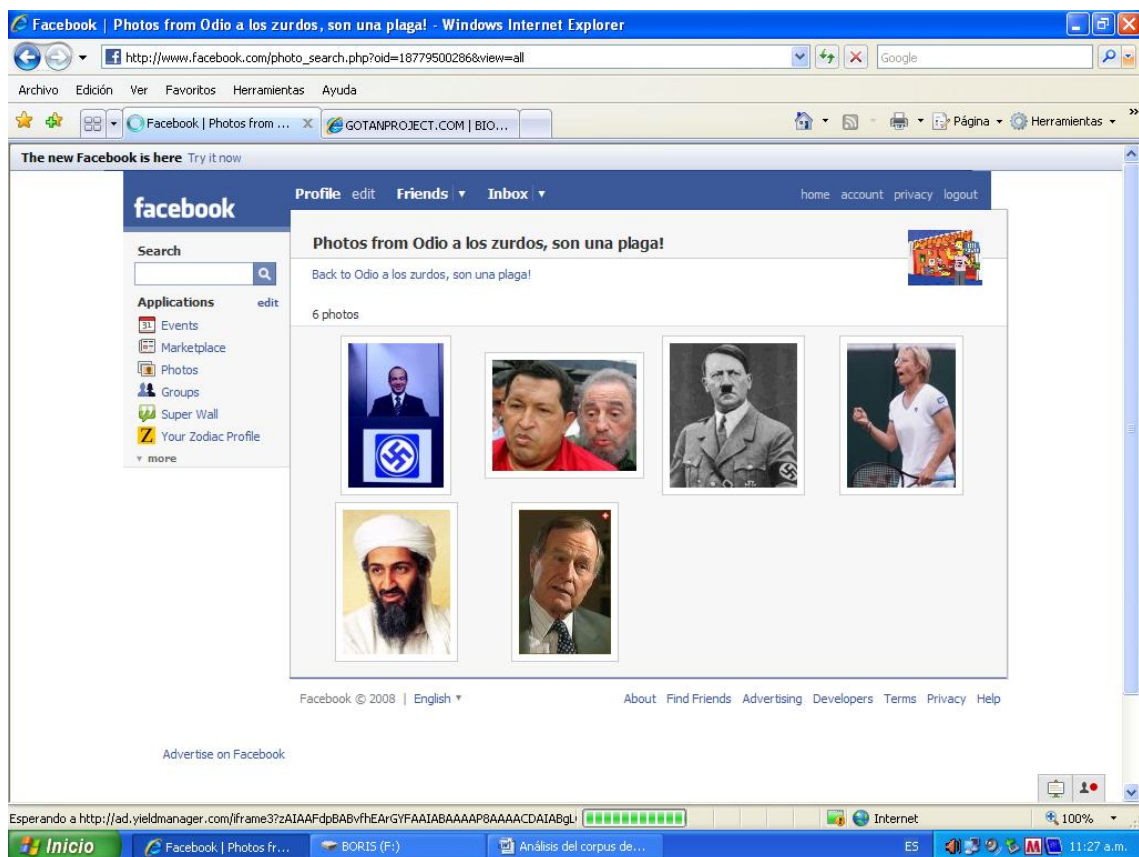 Facebook | Photos from Odio a los zurdos, son una plaga! - Windows Internet Explorer
http://www.facebook.com/photo_search.php?oid=18779500286&view=all
Google
Archivo Edición Ver Favoritos Herramientas Ayuda
Facebook | Photos from ... GOTANPROJECT.COM | BIO... Página Herramientas
The new Facebook is here Try it now
facebook Profile edit Friends Inbox home account privacy logout
Photos from Odio a los zurdos, son una plaga!
Search
Back to Odio a los zurdos, son una plaga!
Applications edit
6 photos
31 Events
Marketplace
Photos
Groups
Super Wall
Z Your Zodiac Profile
more
Facebook © 2008 | English About Find Friends Advertising Developers Terms Privacy Help
Advertise on Facebook
Internet 100%
Inicio Facebook | Photos fr... BORIS (F:) Análisis del corpus de... ES 11:27 a.m.